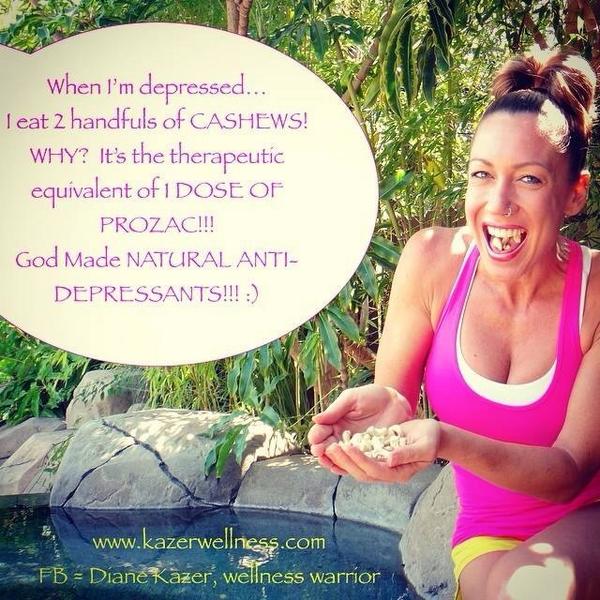 When I'm depressed...
I eat 2 handfuls of CASHEWS!
WHY? It's the therapeutic
equivalent of 1 DOSE OF
PROZAC!!!
God Made NATURAL ANTI-
DEPRESSANTS!!! :)
www.kazerwellness.com
FB = Diane Kazer, wellness warrior